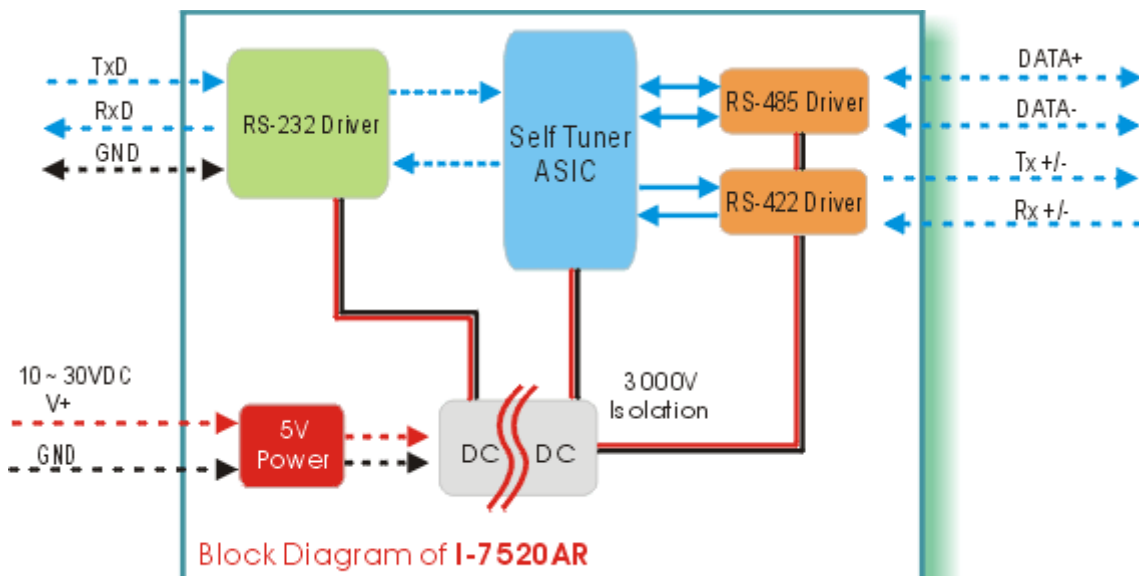 TxD
RxD
GND
RS-232 Driver
Self Tuner
ASIC
RS-485 Driver
RS-422 Driver
DATA+
DATA-
Tx +/-
Rx +/-
10 ~ 30VDC
V+
GND
5V
Power
DC DC
3000V
Isolation
Block Diagram of I-7520AR